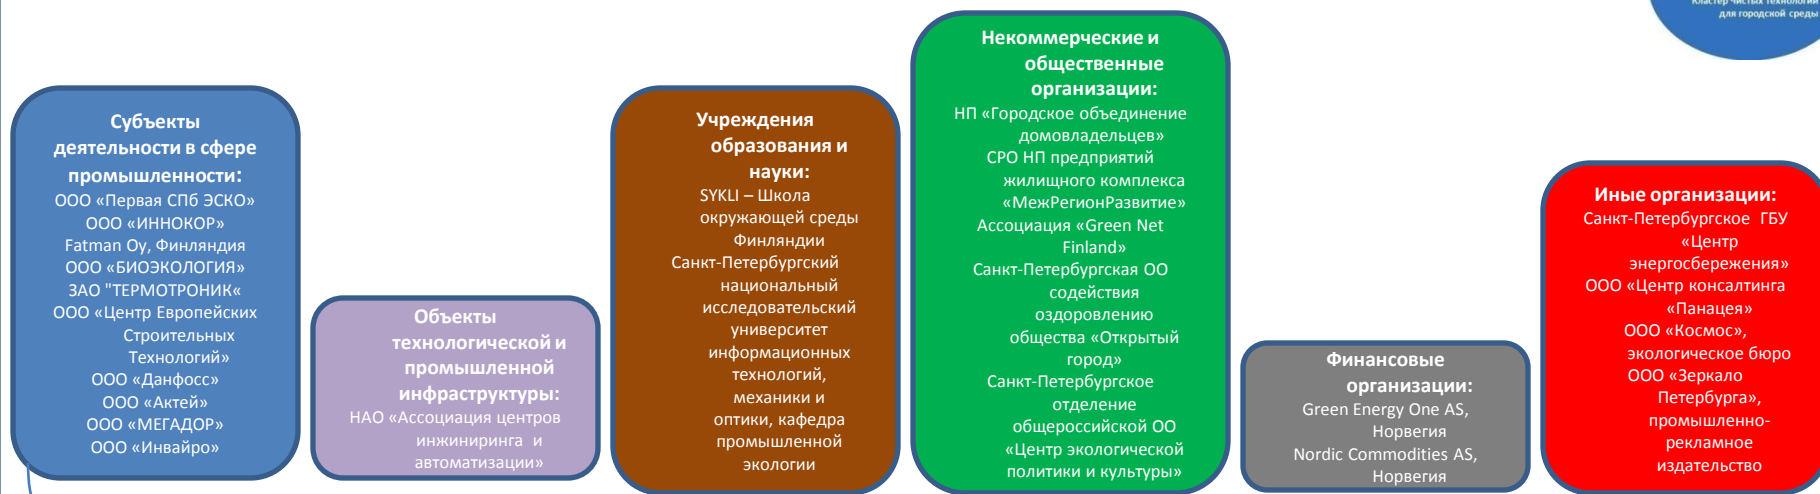 Кластер чистых технологий
для городской среды
Субъекты
деятельности в сфере
промышленности:
ООО «Первая СПб ЭСКО»
ООО «ИННОКОР»
Fatman Oy, Финляндия
ООО «БИОЭКОЛОГИЯ»
ЗАО "ТЕРМОТРОНИК«
ООО «Центр Европейских
Строительных
Технологий»
ООО «Данфосс»
ООО «Актей»
ООО «МЕГАДОР»
ООО «Инвайро»
Объекты
технологической и
промышленной
инфраструктуры:
НАО «Ассоциация центров
инжиниринга и
автоматизации»
Учреждения
образования и
науки:
SYKLI – Школа
окружающей среды
Финляндии
Санкт-Петербургский
национальный
исследовательский
университет
информационных
технологий,
механики и
оптики, кафедра
промышленной
экологии
Некоммерческие и
общественные
организации:
НП «Городское объединение
домовладельцев»
СРО НП предприятий
жилищного комплекса
«МежРегионРазвитие»
Ассоциация «Green Net
Finland»
Санкт-Петербургская ОО
содействия
оздоровлению
общества «Открытый
город»
Санкт-Петербургское
отделение
общероссийской ОО
«Центр экологической
политики и культуры»
Финансовые
организации:
Green Energy One AS,
Норвегия
Nordic Commodities AS,
Норвегия
Иные организации:
Санкт-Петербургское ГБУ
«Центр
энергосбережения»
ООО «Центр консалтинга
«Панацея»
ООО «Космос»,
экологическое бюро
ООО «Зеркало
Петербурга»,
промышленно-
рекламное
издательство